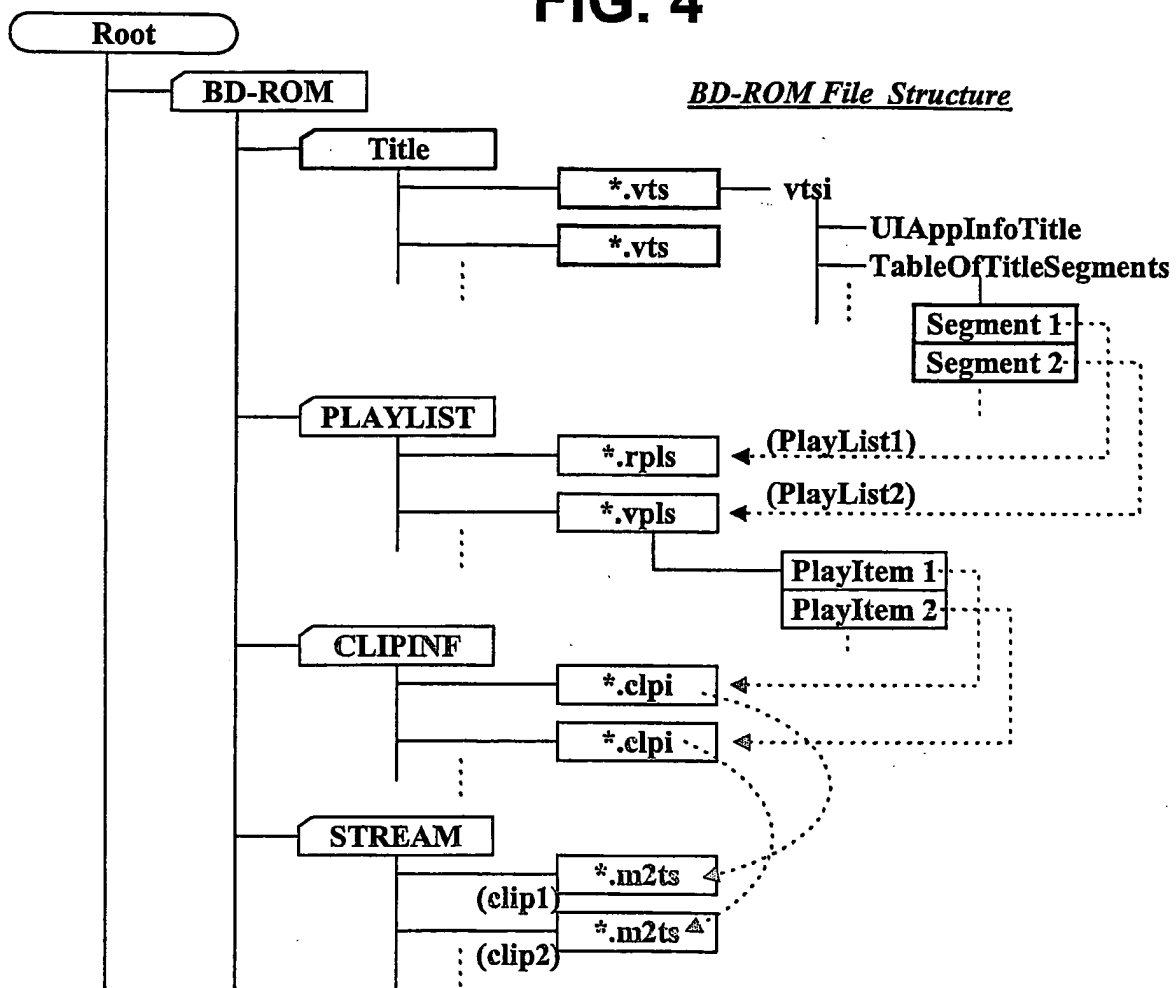 FIG. 4
Root
BD-ROM
BD-ROM File Structure
Title
*.vts
vtsi
*.vts
UIAppInfoTitle
TableOfTitleSegments
Segment 1
Segment 2
PLAYLIST
*.rpls
(PlayList1)
*.vpls
(PlayList2)
PlayItem 1
PlayItem 2
CLIPINF
*.clpi
*.clpi
STREAM
*.m2ts
(clip1)
*.m2ts
(clip2)